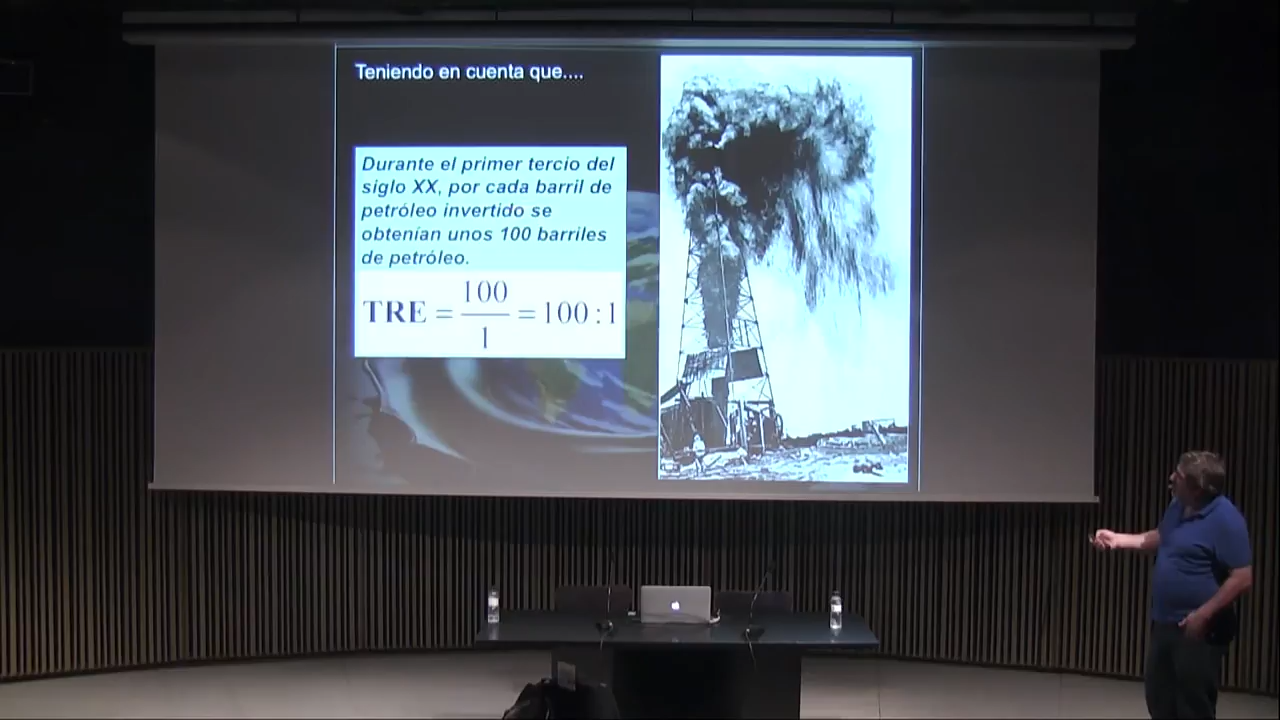 Teniendo en cuenta que....
Durante el primer tercio del
siglo XX, por cada barril de
petróleo invertido se
obtenían unos 100 barriles
de petróleo.
TRE = 100/1 = 100 : 1